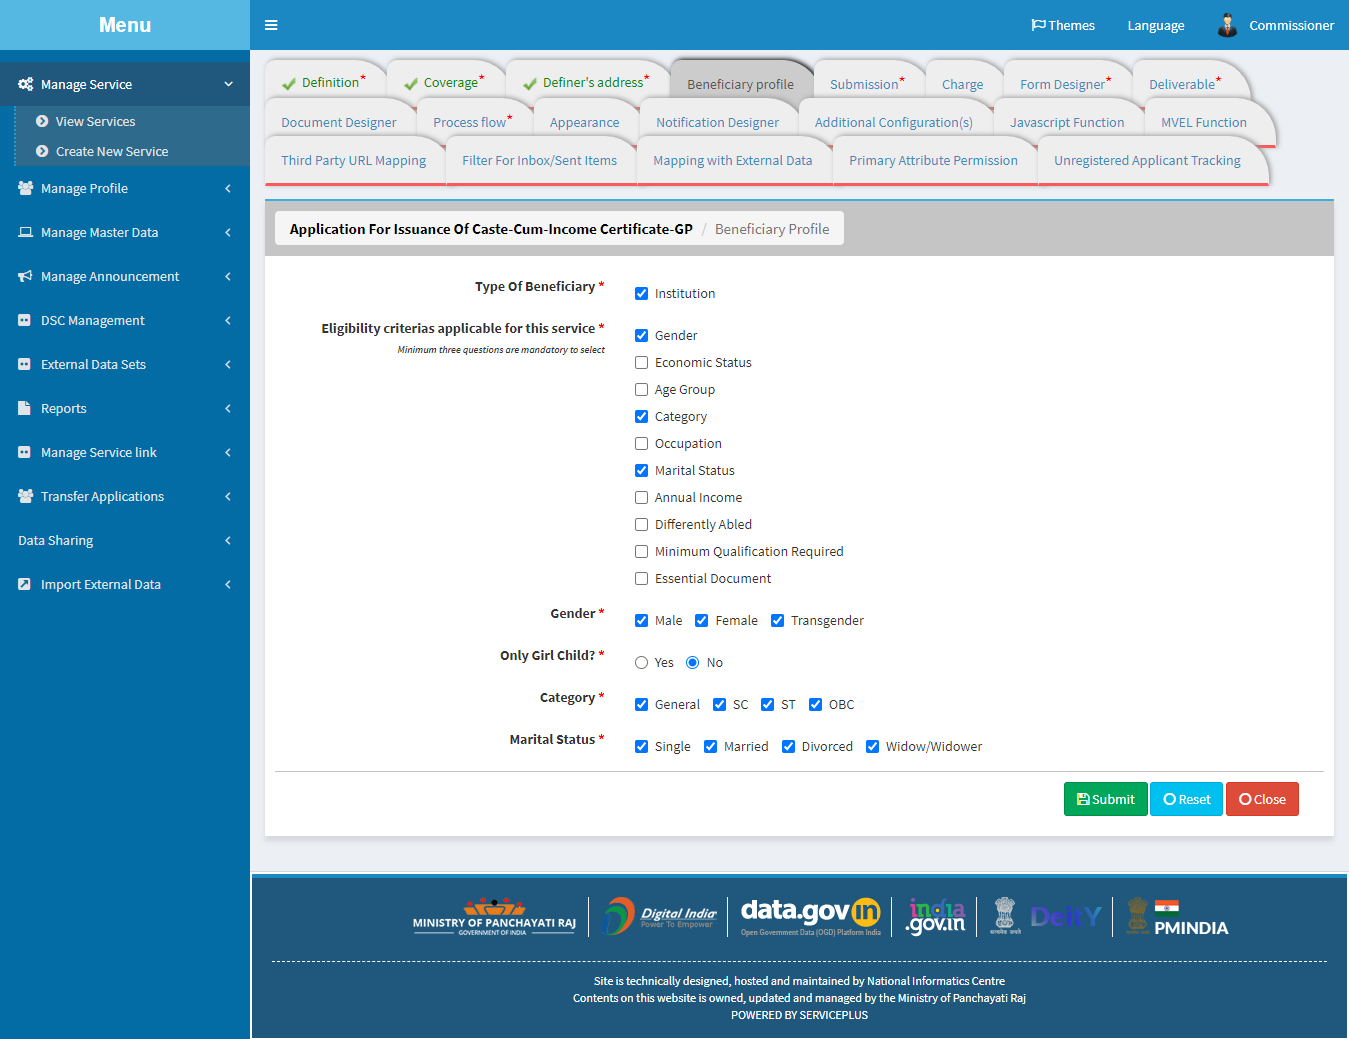 Menu
Themes
Language
Commissioner
Manage Service
View Services
Create New Service
Manage Profile
Manage Master Data
Manage Announcement
DSC Management
External Data Sets
Reports
Manage Service link
Transfer Applications
Data Sharing
Import External Data
Definition* Coverage* Definer's address* Beneficiary profile Submission* Charge Form Designer* Deliverable*
Document Designer Process flow* Appearance Notification Designer Additional Configuration(s) Javascript Function MVEL Function
Third Party URL Mapping Filter For Inbox/Sent Items Mapping with External Data Primary Attribute Permission Unregistered Applicant Tracking
Application For Issuance Of Caste-Cum-Income Certificate-GP / Beneficiary Profile
Type Of Beneficiary *
Institution
Eligibility criterias applicable for this service *
Minimum three questions are mandatory to select
Gender
Economic Status
Age Group
Category
Occupation
Marital Status
Annual Income
Differently Abled
Minimum Qualification Required
Essential Document
Gender * Male Female Transgender
Only Girl Child? * Yes No
Category * General SC ST OBC
Marital Status * Single Married Divorced Widow/Widower
Submit Reset Close
MINISTRY OF PANCHAYATI RAJ
GOVERNMENT OF INDIA
Digital India
Power To Empower
data.gov in
Open Government Data (OGD) Platform India
india
.gov.in
सत्यमेव जयते
DeitY
PMINDIA
Site is technically designed, hosted and maintained by National Informatics Centre
Contents on this website is owned, updated and managed by the Ministry of Panchayati Raj
POWERED BY SERVICEPLUS